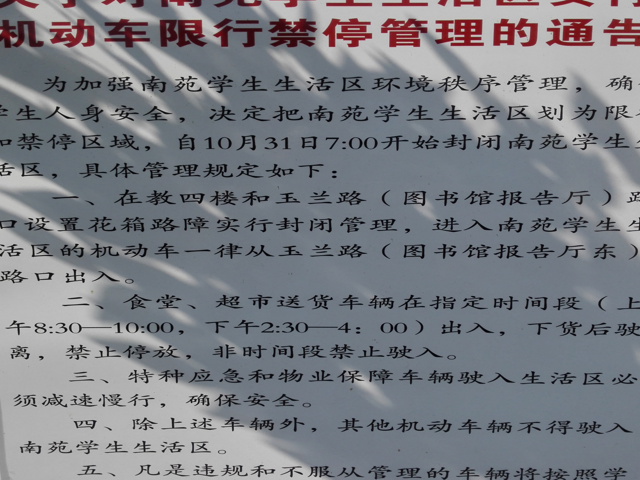 关于对南苑学生生活区实行
机动车限行禁停管理的通告
为加强南苑学生生活区环境秩序管理，确
学生人身安全，决定把南苑学生生活区划为限
和禁停区域，自10月31日7:00开始封闭南苑学生
活区，具体管理规定如下：
一、在教四楼和玉兰路（图书馆报告厅）路
口设置花箱路障实行封闭管理，进入南苑学生生
活区的机动车一律从玉兰路（图书馆报告厅东）
路口出入。
二、食堂、超市送货车辆在指定时间段（上
午8:30—10:00，下午2:30—4：00）出入，下货后驶
离，禁止停放，非时间段禁止驶入。
三、特种应急和物业保障车辆驶入生活区必
须减速慢行，确保安全。
四、除上述车辆外，其他机动车辆不得驶入
南苑学生生活区。
五、凡是违规和不服从管理的车辆将按照学